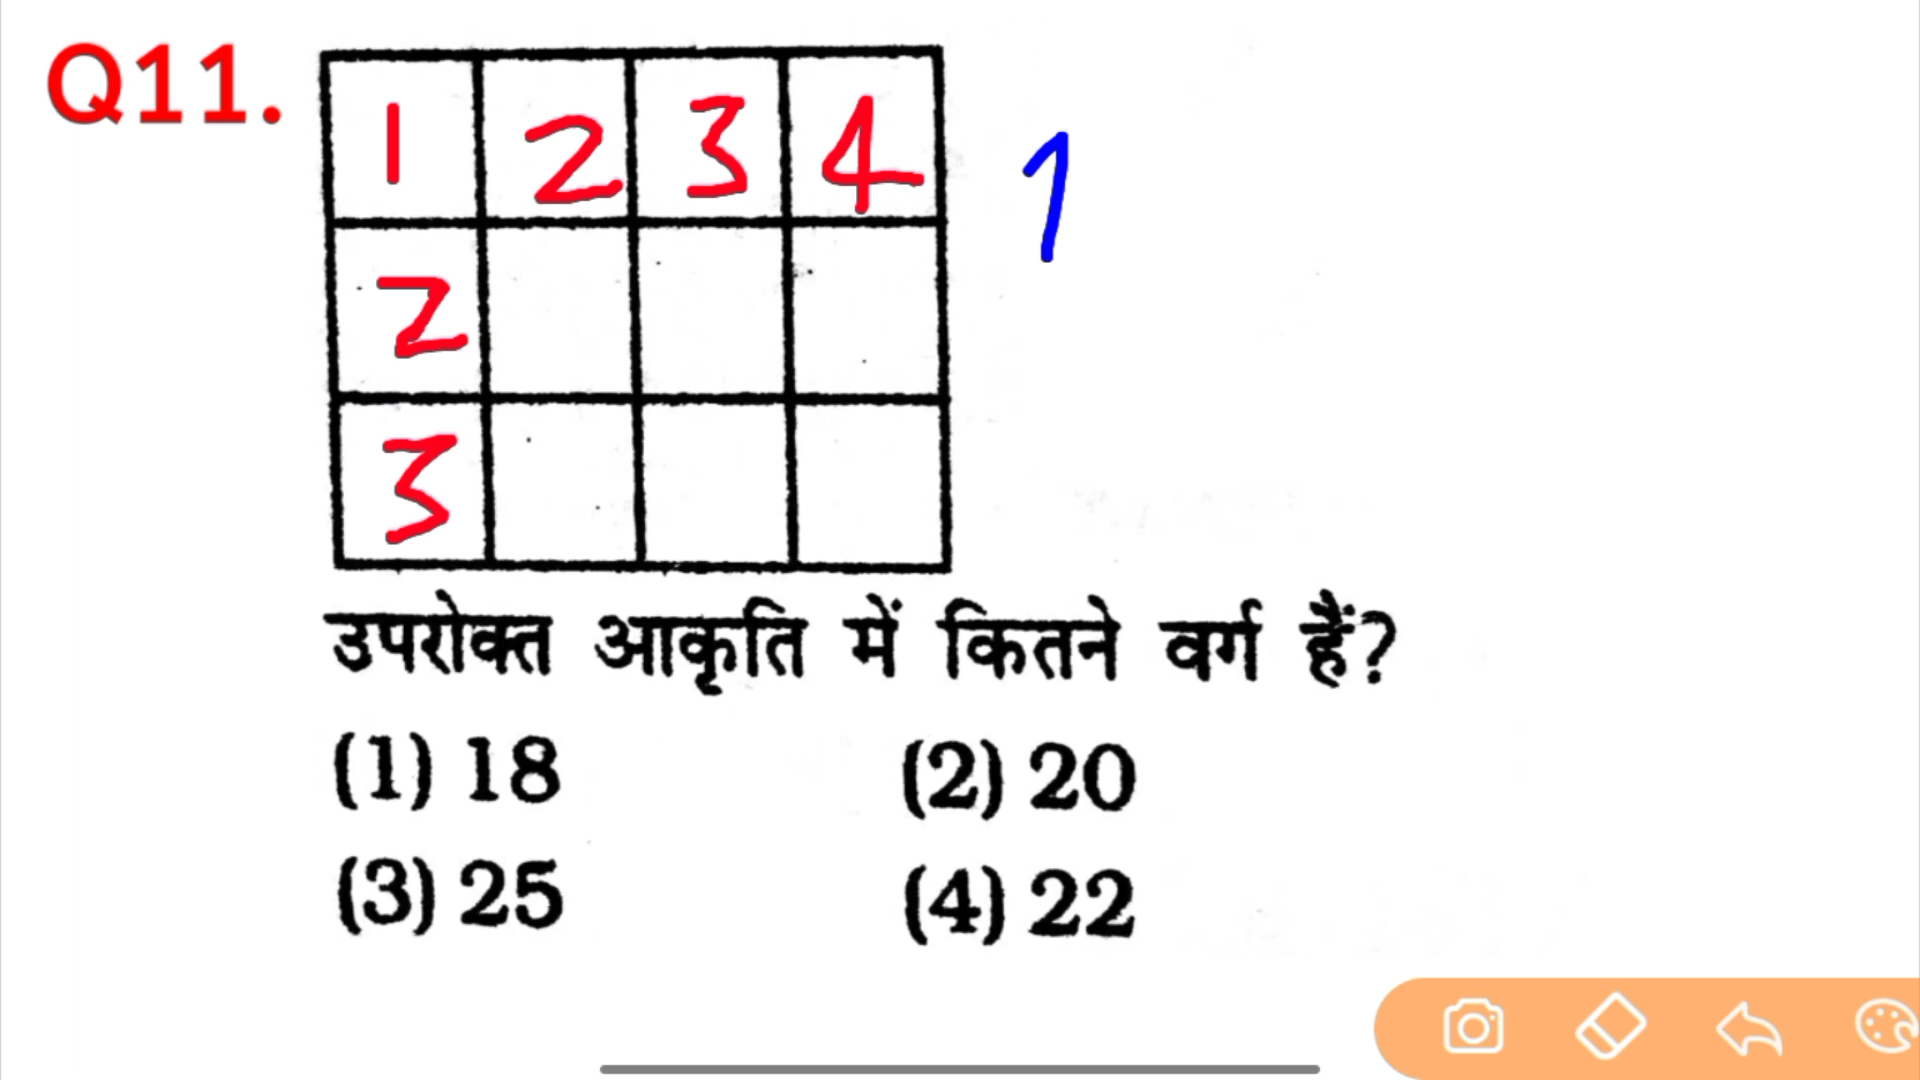 Q11.
1 2 3 4 1
2
3
उपरोक्त आकृति में कितने वर्ग हैं?
(1) 18 (2) 20
(3) 25 (4) 22